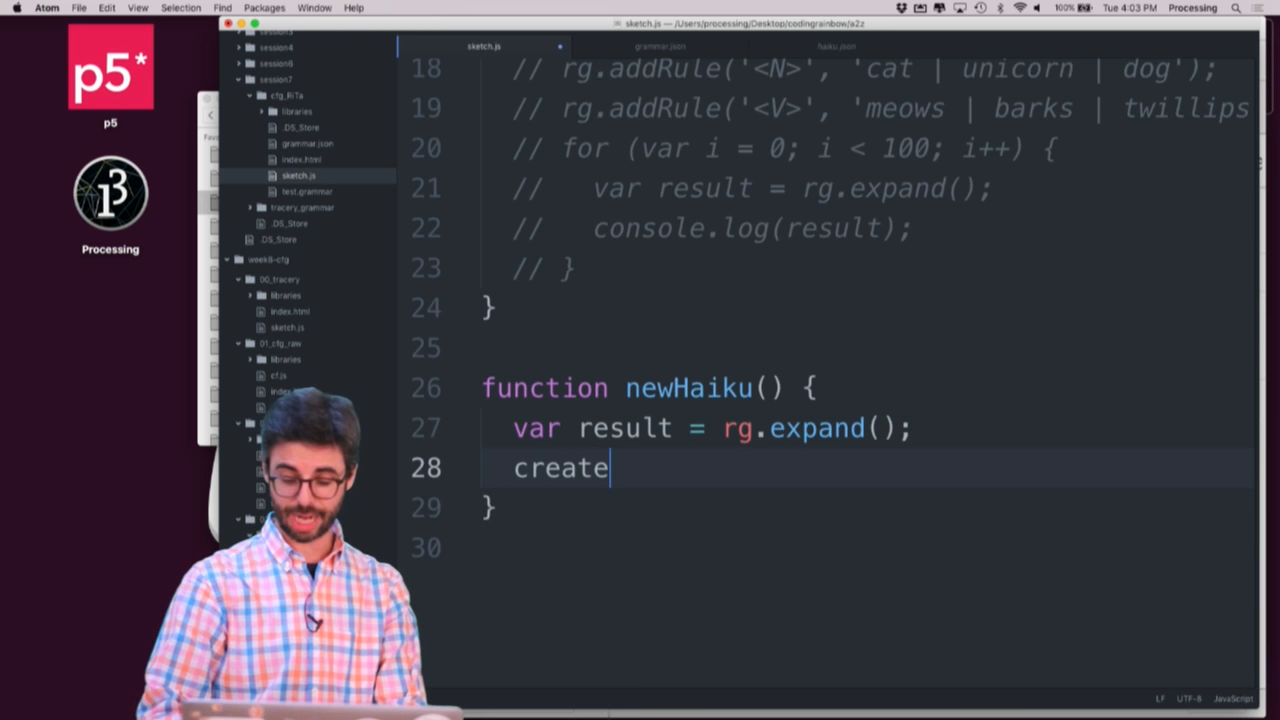 Atom File Edit View Selection Find Packages Window Help
100% Tue 4:03 PM Processing
sketch.js — /Users/processing/Desktop/codingrainbow/a2z
p5*
p5
Processing
session3
session4
session6
session7
cfg_RiTa
libraries
.DS_Store
grammar.json
index.html
sketch.js
test.grammar
tracery_grammar
.DS_Store
.DS_Store
week8-cfg
00_tracery
libraries
index.html
sketch.js
01_cfg_raw
libraries
cf.js
sketch.js grammar.json haiku.json
18 // rg.addRule('<N>', 'cat | unicorn | dog');
19 // rg.addRule('<V>', 'meows | barks | twillips
20 // for (var i = 0; i < 100; i++) {
21 // var result = rg.expand();
22 // console.log(result);
23 // }
24 }
25
26 function newHaiku() {
27 var result = rg.expand();
28 create
29 }
30
LF UTF-8 JavaScript